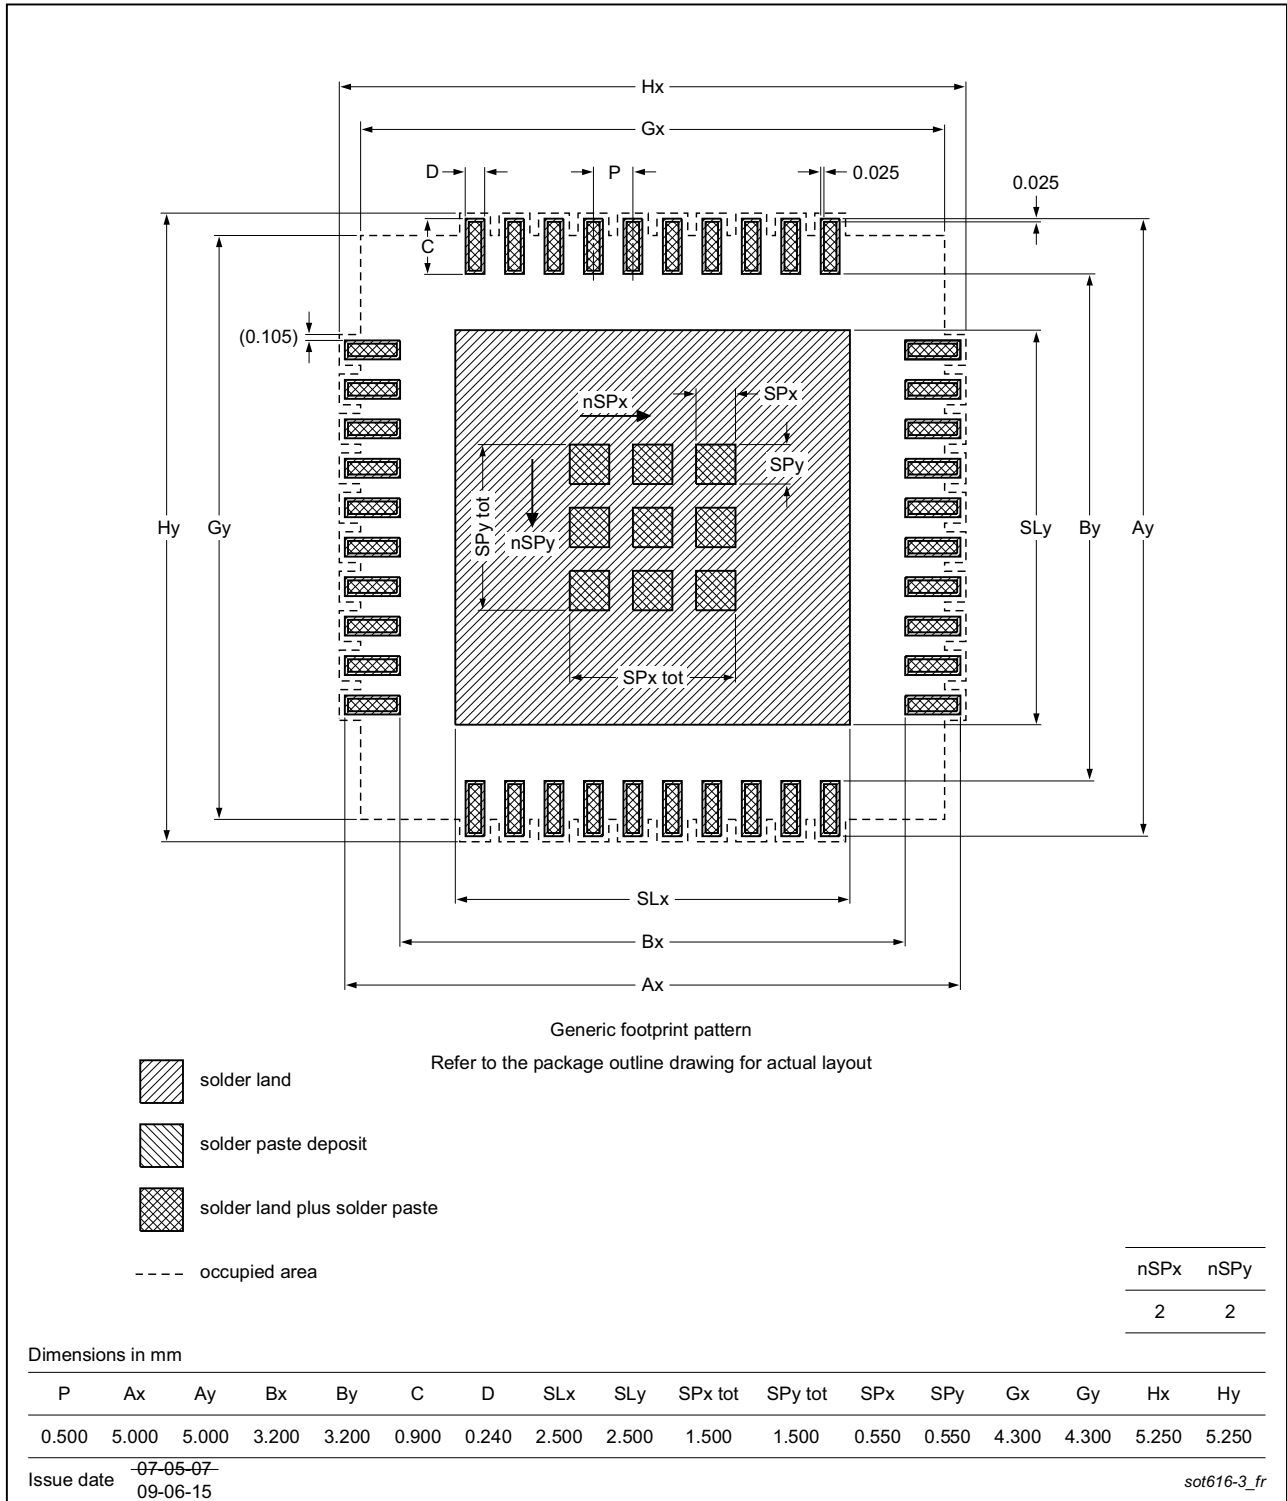 Hx
Gx
D
P
0.025
0.025
C
(0.105)
nSPx
SPx
SPy
SPy tot
nSPy
Hy
Gy
SLy
By
Ay
SPx tot
SLx
Bx
Ax
Generic footprint pattern
Refer to the package outline drawing for actual layout
solder land
solder paste deposit
solder land plus solder paste
occupied area
nSPx nSPy
2 2
Dimensions in mm
P Ax Ay Bx By C D SLx SLy SPx tot SPy tot SPx SPy Gx Gy Hx Hy
0.500 5.000 5.000 3.200 3.200 0.900 0.240 2.500 2.500 1.500 1.500 0.550 0.550 4.300 4.300 5.250 5.250
Issue date 07-05-07
09-06-15
sot616-3_fr